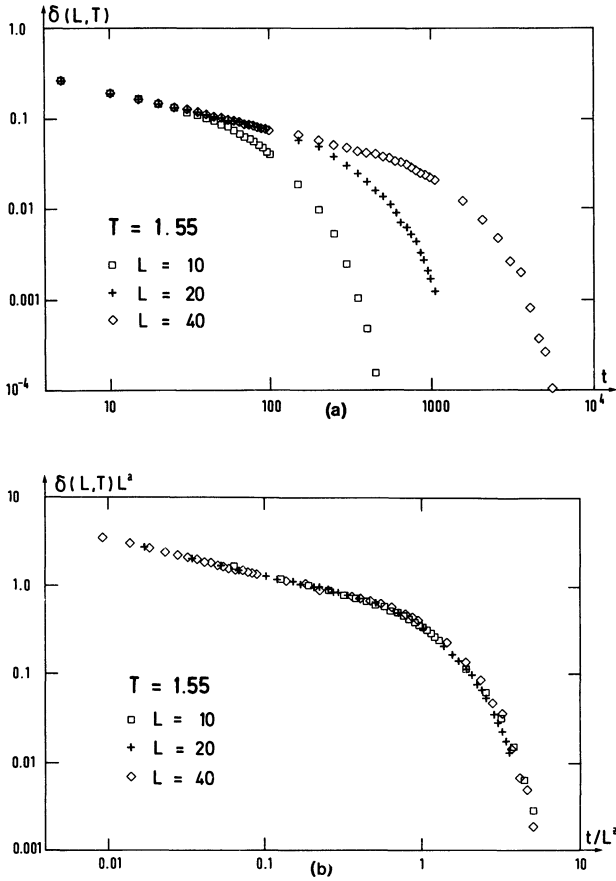 δ(L,T)
1.0
0.1
0.01
0.001
10⁻⁴
T = 1.55
□ L = 10
+ L = 20
◇ L = 40
10
100
1000
10⁴
t
(a)
δ(L,T)Lᵃ
10
1.0
0.1
0.01
0.001
T = 1.55
□ L = 10
+ L = 20
◇ L = 40
0.01
0.1
1
10
t/Lᵃ
(b)